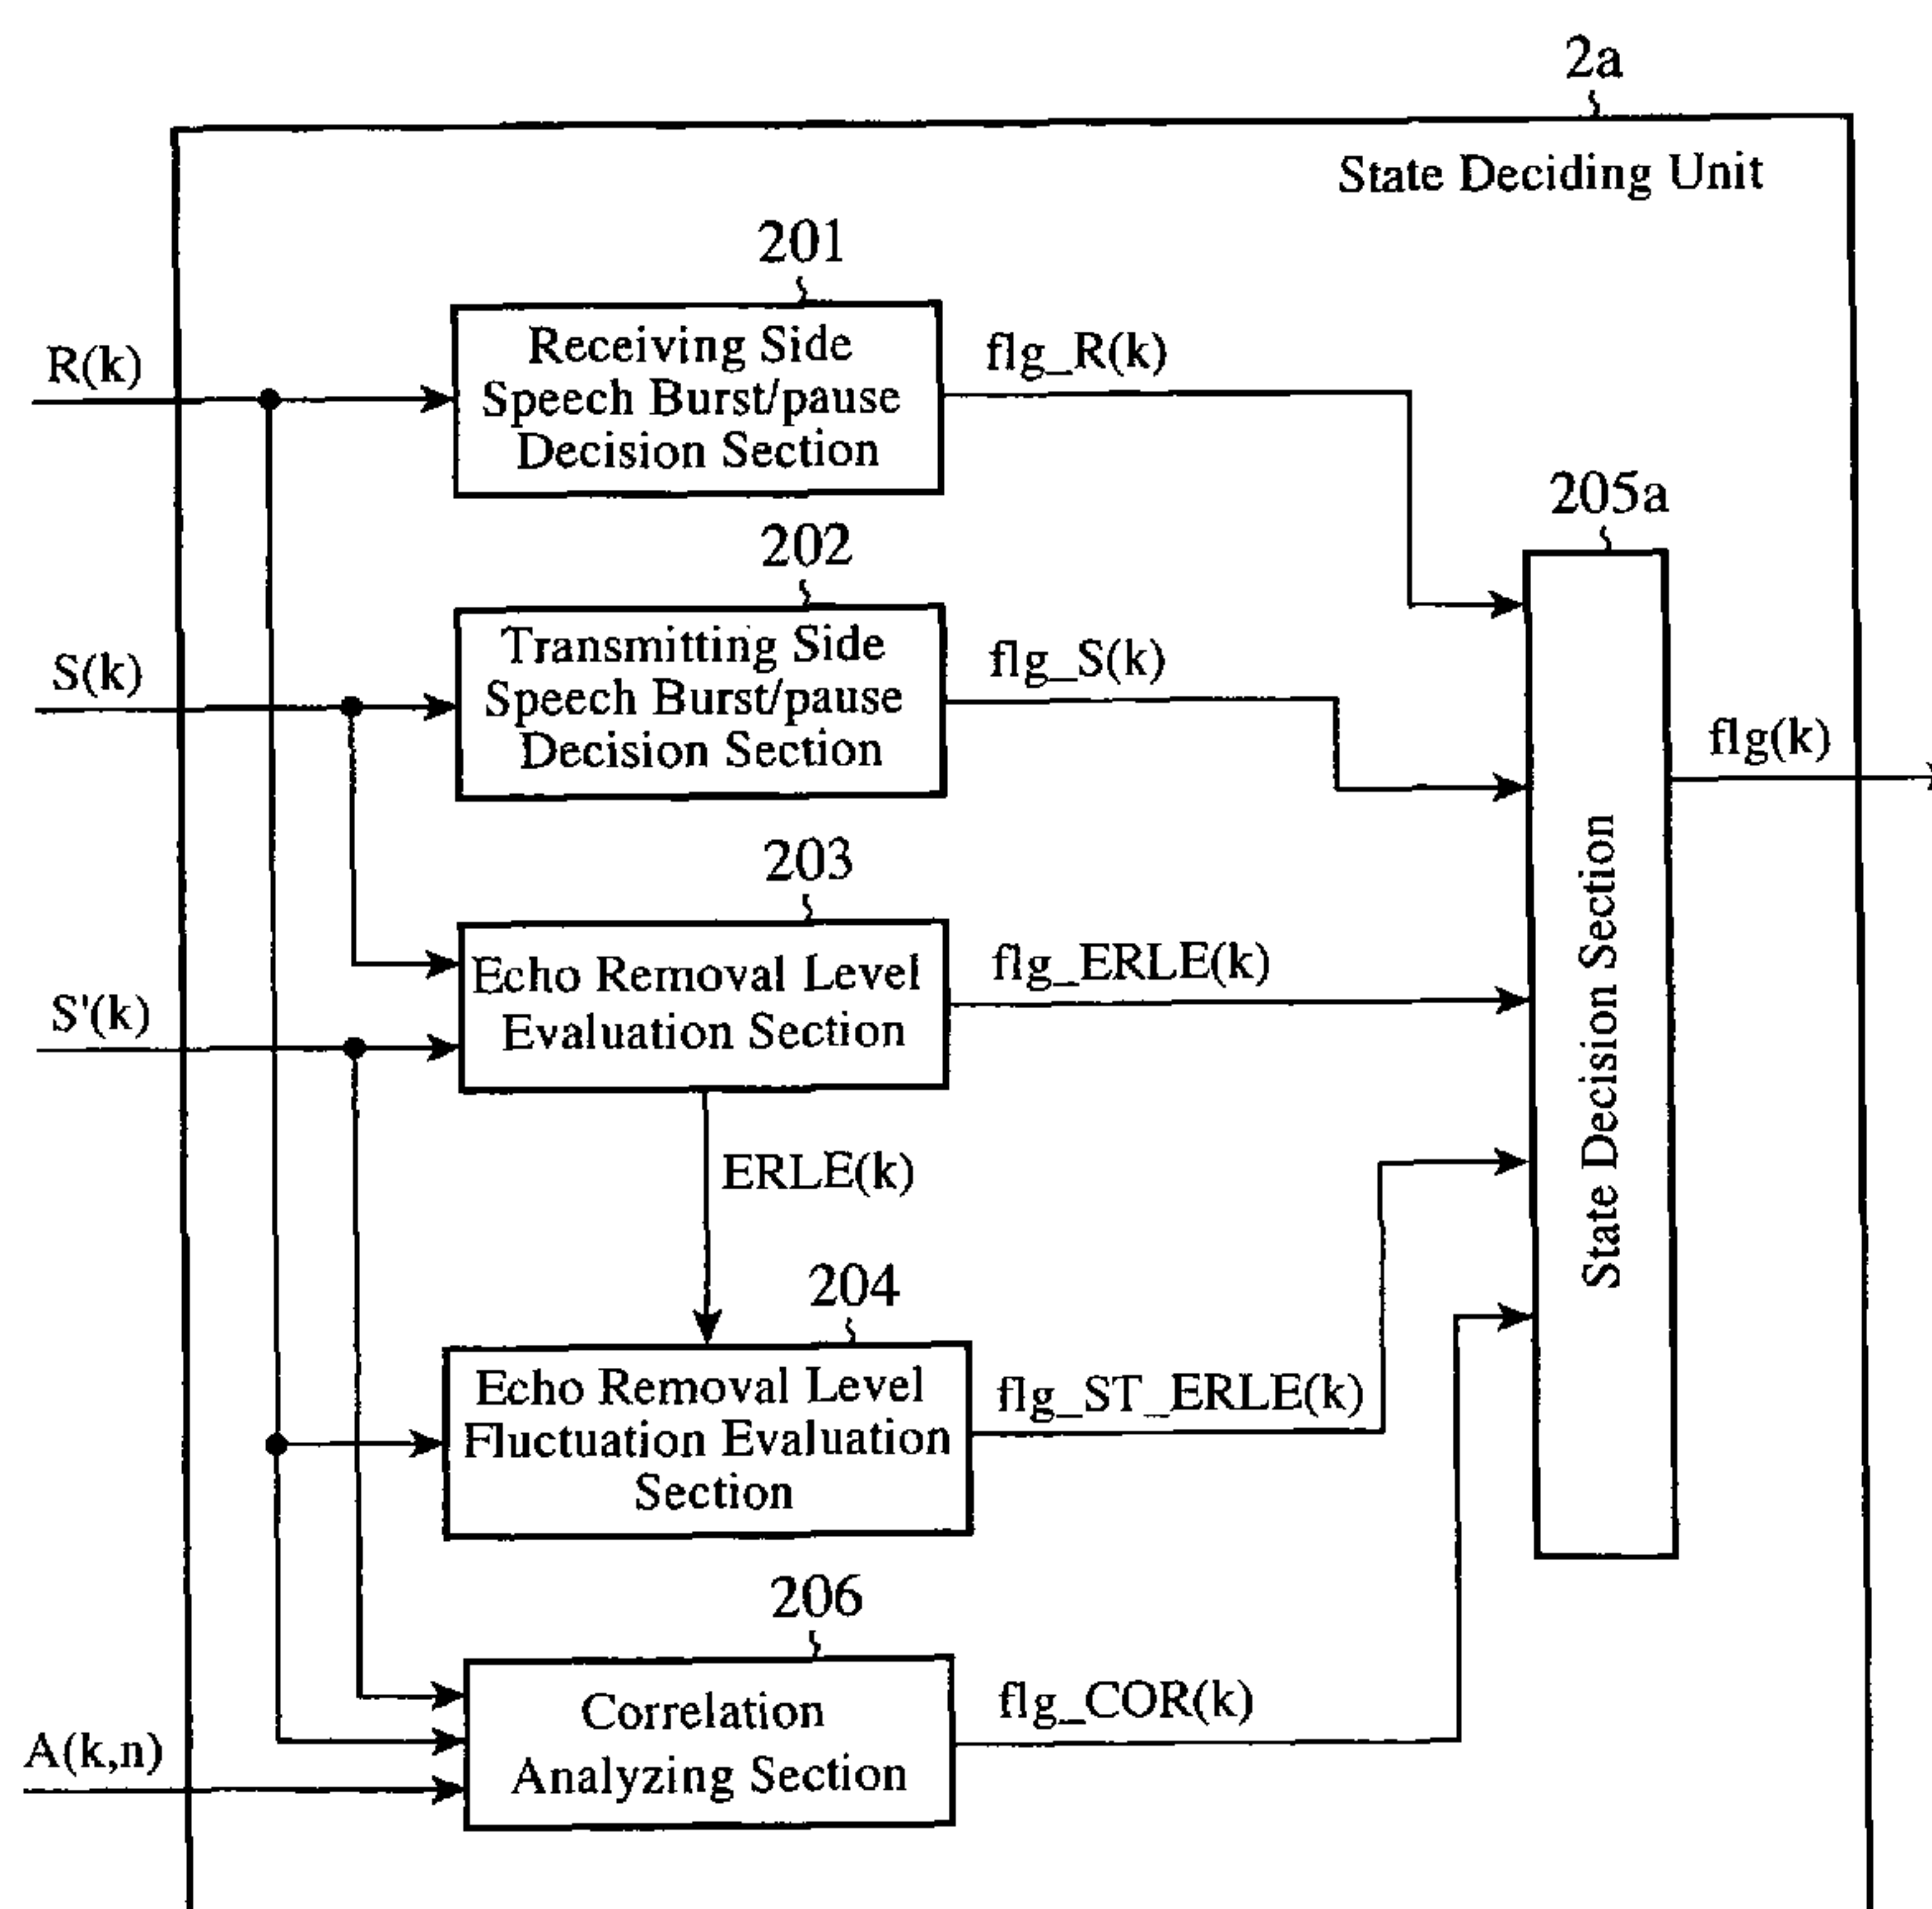 2a
State Deciding Unit
201
R(k)
Receiving Side
Speech Burst/pause
Decision Section
flg_R(k)
205a
202
S(k)
Transmitting Side
Speech Burst/pause
Decision Section
flg_S(k)
flg(k)
State Decision Section
203
S'(k)
Echo Removal Level
Evaluation Section
flg_ERLE(k)
ERLE(k)
204
Echo Removal Level
Fluctuation Evaluation
Section
flg_ST_ERLE(k)
206
A(k,n)
Correlation
Analyzing Section
flg_COR(k)